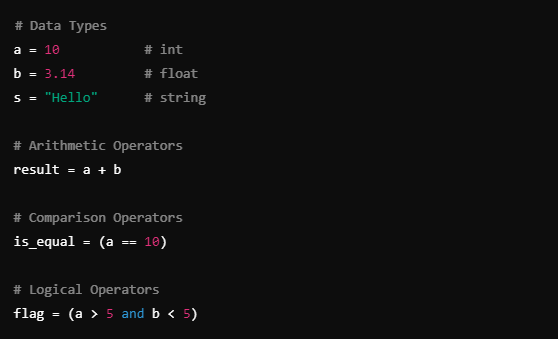 # Data Types
a = 10           # int
b = 3.14         # float
s = "Hello"      # string
# Arithmetic Operators
result = a + b
# Comparison Operators
is_equal = (a == 10)
# Logical Operators
flag = (a > 5 and b < 5)